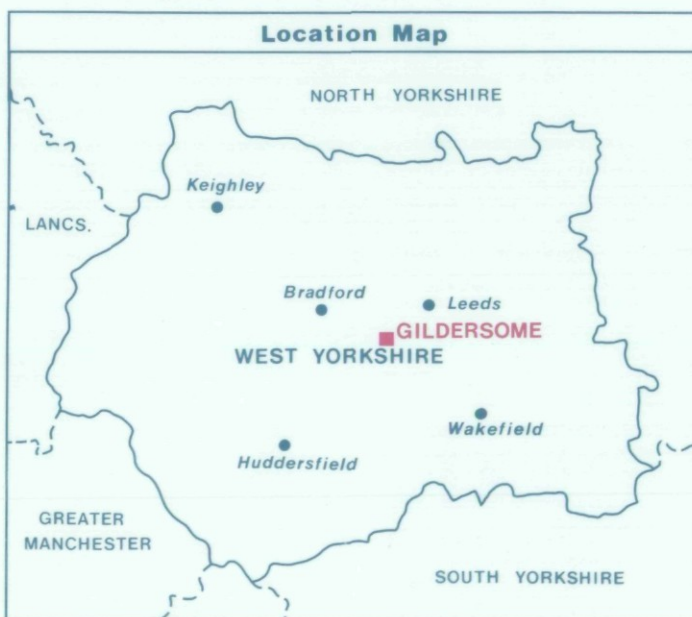 Location Map
NORTH YORKSHIRE
Keighley
LANCS.
Bradford
Leeds
GILDERSOME
WEST YORKSHIRE
Wakefield
Huddersfield
GREATER
MANCHESTER
SOUTH YORKSHIRE